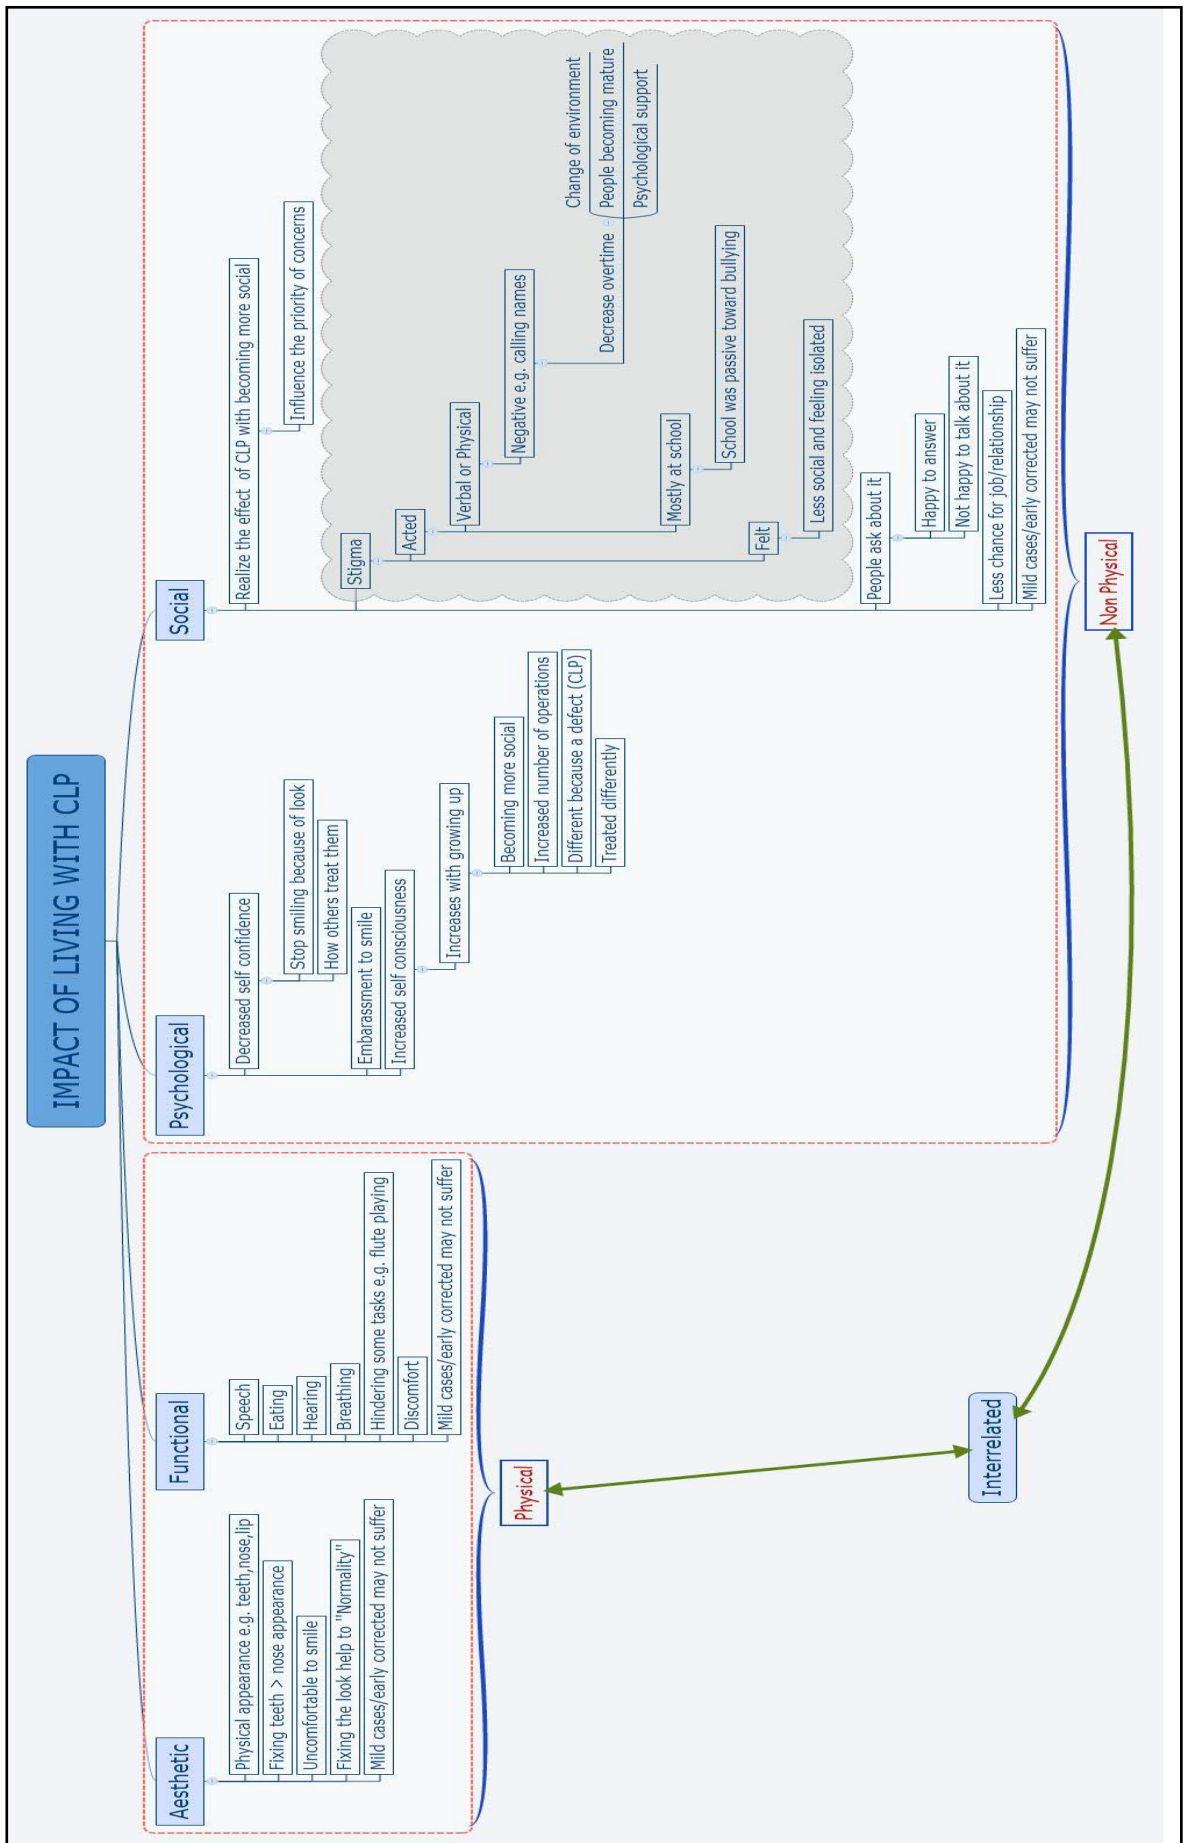 IMPACT OF LIVING WITH CLP
Aesthetic
Physical appearance e.g. teeth,nose,lip
Fixing teeth > nose appearance
Uncomfortable to smile
Fixing the look help to "Normality"
Mild cases/early corrected may not suffer
Functional
Speech
Eating
Hearing
Breathing
Hindering some tasks e.g. flute playing
Discomfort
Mild cases/early corrected may not suffer
Physical
Psychological
Decreased self confidence
Stop smiling because of look
How others treat them
Embarassment to smile
Increased self consciousness
Increases with growing up
Becoming more social
Increased number of operations
Different because a defect (CLP)
Treated differently
Social
Realize the effect of CLP with becoming more social
Influence the priority of concerns
Stigma
Acted
Verbal or Physical
Negative e.g. calling names
Decrease overtime
Change of environment
People becoming mature
Psychological support
Mostly at school
School was passive toward bullying
Felt
Less social and feeling isolated
People ask about it
Happy to answer
Not happy to talk about it
Less chance for job/relationship
Mild cases/early corrected may not suffer
Non Physical
Interrelated